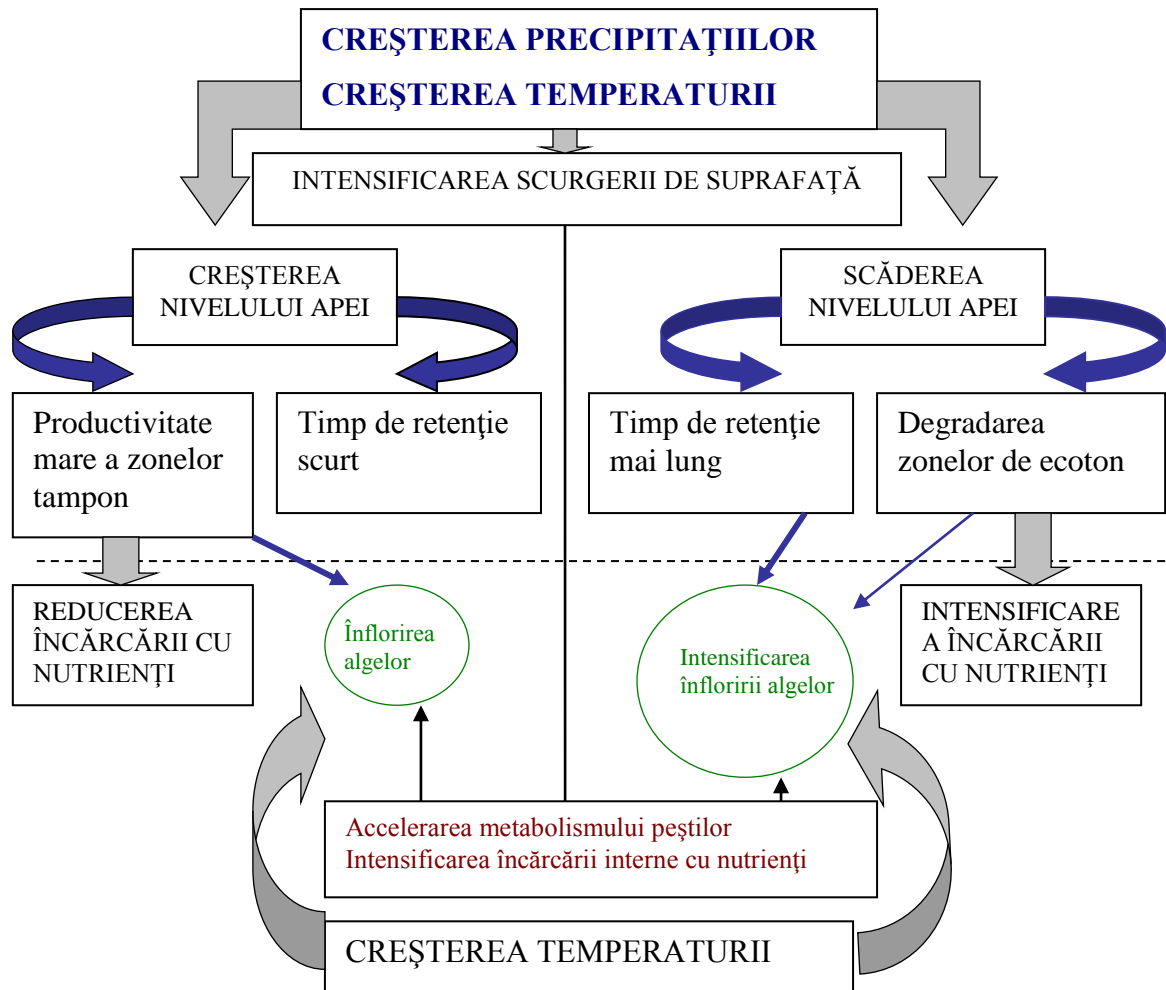 CREŞTEREA PRECIPITAŢIILOR
CREŞTEREA TEMPERATURII
INTENSIFICAREA SCURGERII DE SUPRAFAŢĂ
CREŞTEREA
NIVELULUI APEI
SCĂDEREA
NIVELULUI APEI
Productivitate
mare a zonelor
tampon
Timp de retenţie
scurt
Timp de retenţie
mai lung
Degradarea
zonelor de ecoton
REDUCEREA
ÎNCĂRCĂRII CU
NUTRIENŢI
Înflorirea
algelor
Intensificarea
înfloririi algelor
INTENSIFICARE
A ÎNCĂRCĂRII
CU NUTRIENŢI
Accelerarea metabolismului peştilor
Intensificarea încărcării interne cu nutrienţi
CREŞTEREA TEMPERATURII